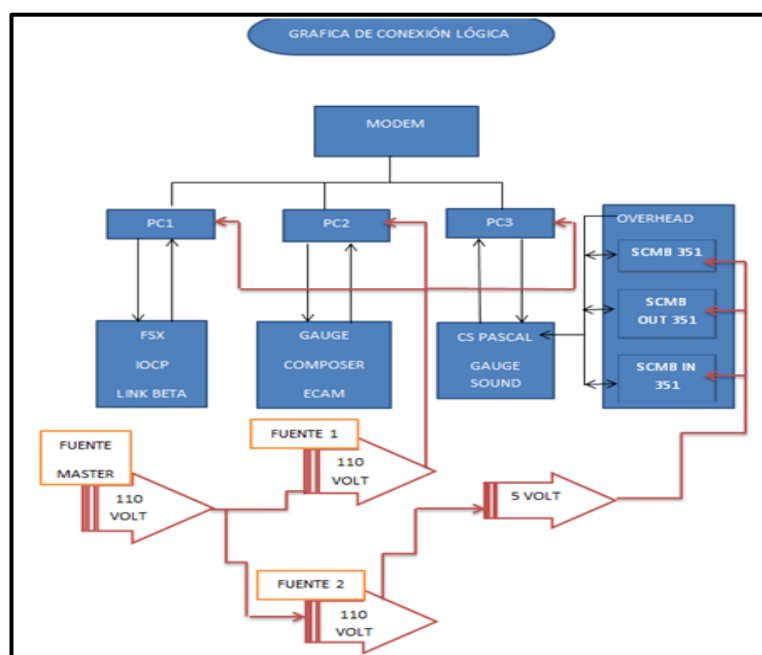 GRAFICA DE CONEXIÓN LÓGICA
MODEM
PC1
PC2
PC3
OVERHEAD
SCMB 351
SCMB
OUT 351
SCMB IN
351
FSX
IOCP
LINK BETA
GAUGE
COMPOSER
ECAM
CS PASCAL
GAUGE
SOUND
FUENTE
MASTER
110
VOLT
FUENTE 1
110
VOLT
5 VOLT
FUENTE 2
110
VOLT